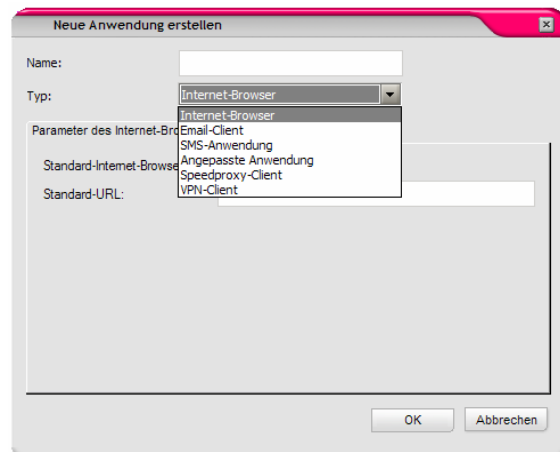 Neue Anwendung erstellen
Name:
Typ:
Internet-Browser
Internet-Browser
Email-Client
SMS-Anwendung
Angepasste Anwendung
Speedproxy-Client
VPN-Client
Parameter des Internet-Bro
Standard-Internet-Browse
Standard-URL:
OK
Abbrechen